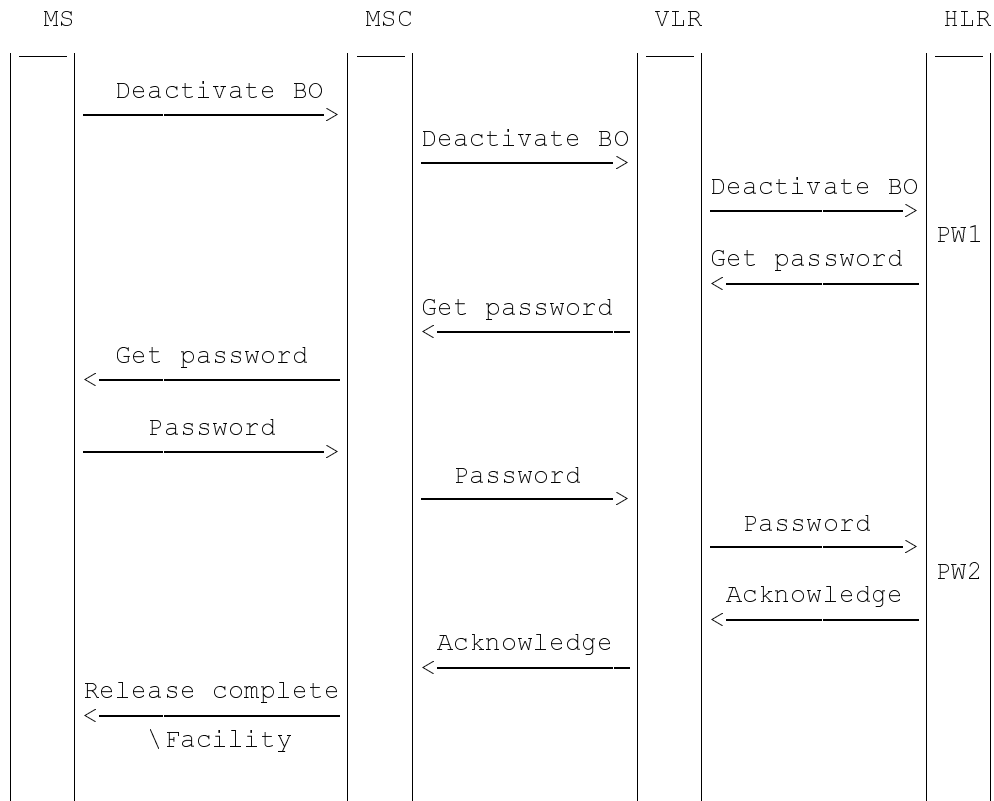 MS MSC VLR HLR
Deactivate BO
Deactivate BO
Deactivate BO
PW1
Get password
Get password
Get password
Password
Password
Password
PW2
Acknowledge
Acknowledge
Release complete
\Facility